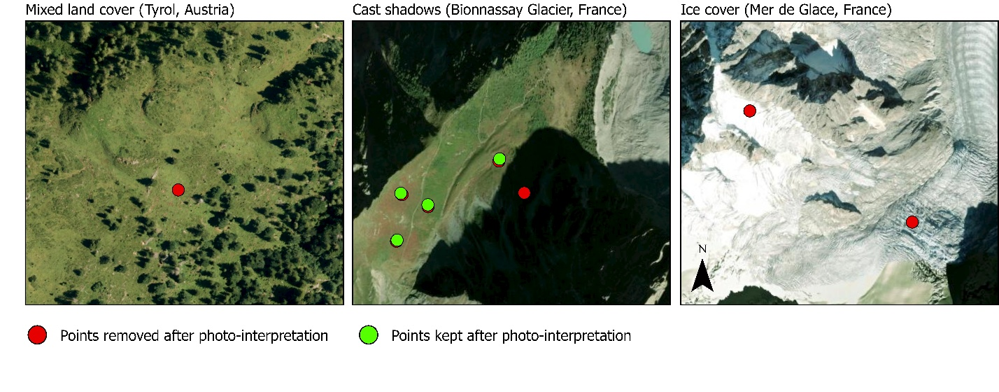 Mixed land cover (Tyrol, Austria)
Cast shadows (Bionnassay Glacier, France)
Ice cover (Mer de Glace, France)
N
Points removed after photo-interpretation
Points kept after photo-interpretation